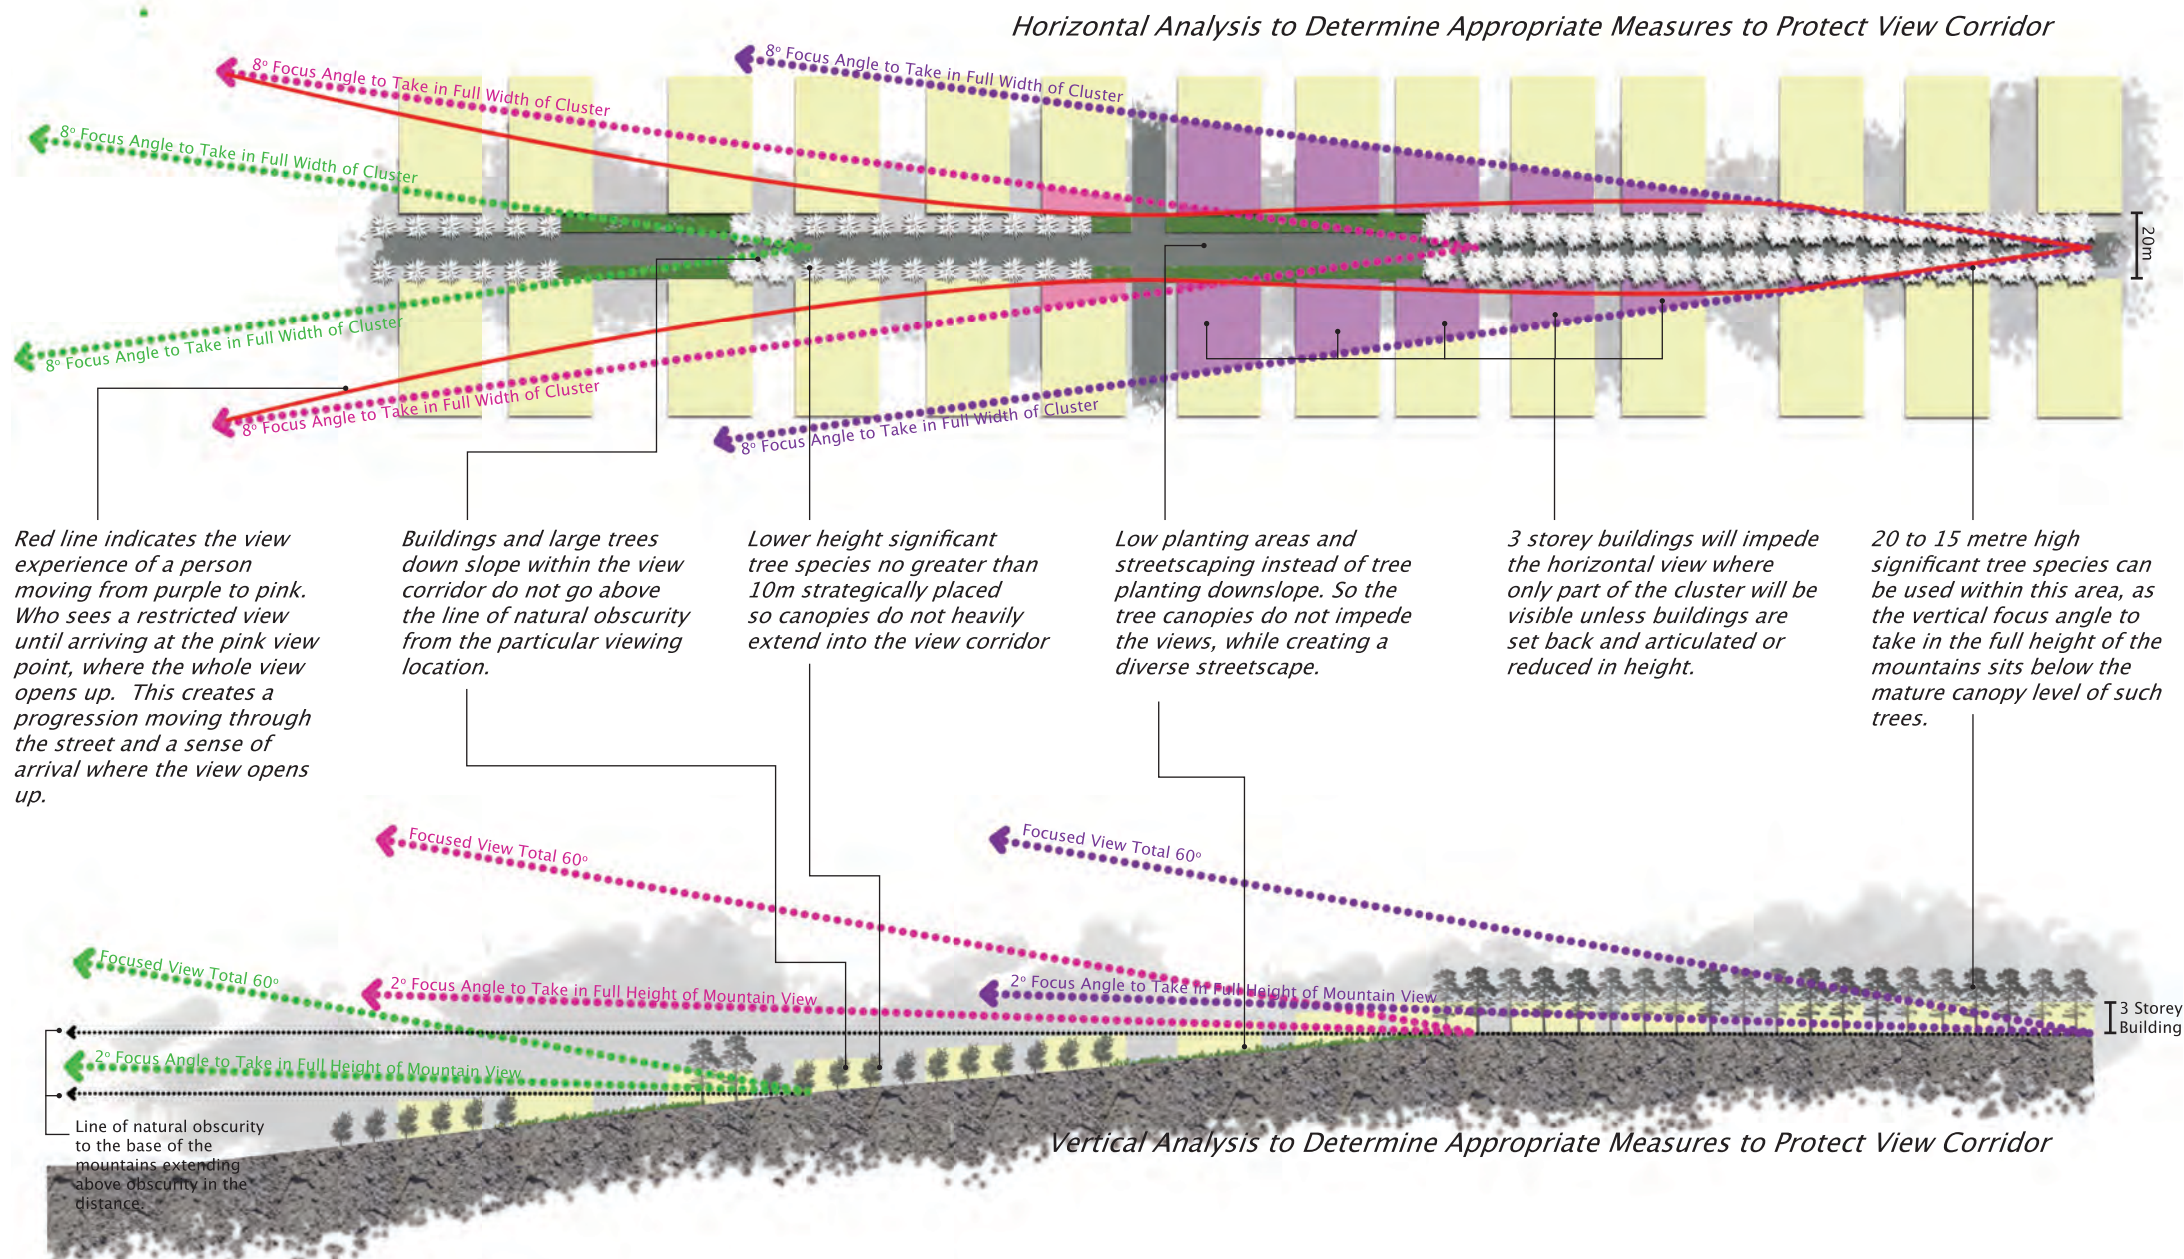 Horizontal Analysis to Determine Appropriate Measures to Protect View Corridor
8º Focus Angle to Take in Full Width of Cluster
8º Focus Angle to Take in Full Width of Cluster
8º Focus Angle to Take in Full Width of Cluster
20m
8º Focus Angle to Take in Full Width of Cluster
8º Focus Angle to Take in Full Width of Cluster
8º Focus Angle to Take in Full Width of Cluster
Red line indicates the view
experience of a person
moving from purple to pink.
Who sees a restricted view
until arriving at the pink view
point, where the whole view
opens up.  This creates a
progression moving through
the street and a sense of
arrival where the view opens
up.
Buildings and large trees
down slope within the view
corridor do not go above
the line of natural obscurity
from the particular viewing
location.
Lower height significant
tree species no greater than
10m strategically placed
so canopies do not heavily
extend into the view corridor
Low planting areas and
streetscaping instead of tree
planting downslope. So the
tree canopies do not impede
the views, while creating a
diverse streetscape.
3 storey buildings will impede
the horizontal view where
only part of the cluster will be
visible unless buildings are
set back and articulated or
reduced in height.
20 to 15 metre high
significant tree species can
be used within this area, as
the vertical focus angle to
take in the full height of the
mountains sits below the
mature canopy level of such
trees.
Focused View Total 60º
Focused View Total 60º
Focused View Total 60º
2º Focus Angle to Take in Full Height of Mountain View
2º Focus Angle to Take in Full Height of Mountain View
3 Storey
Building
2º Focus Angle to Take in Full Height of Mountain View
Line of natural obscurity
to the base of the
mountains extending
above obscurity in the
distance.
Vertical Analysis to Determine Appropriate Measures to Protect View Corridor